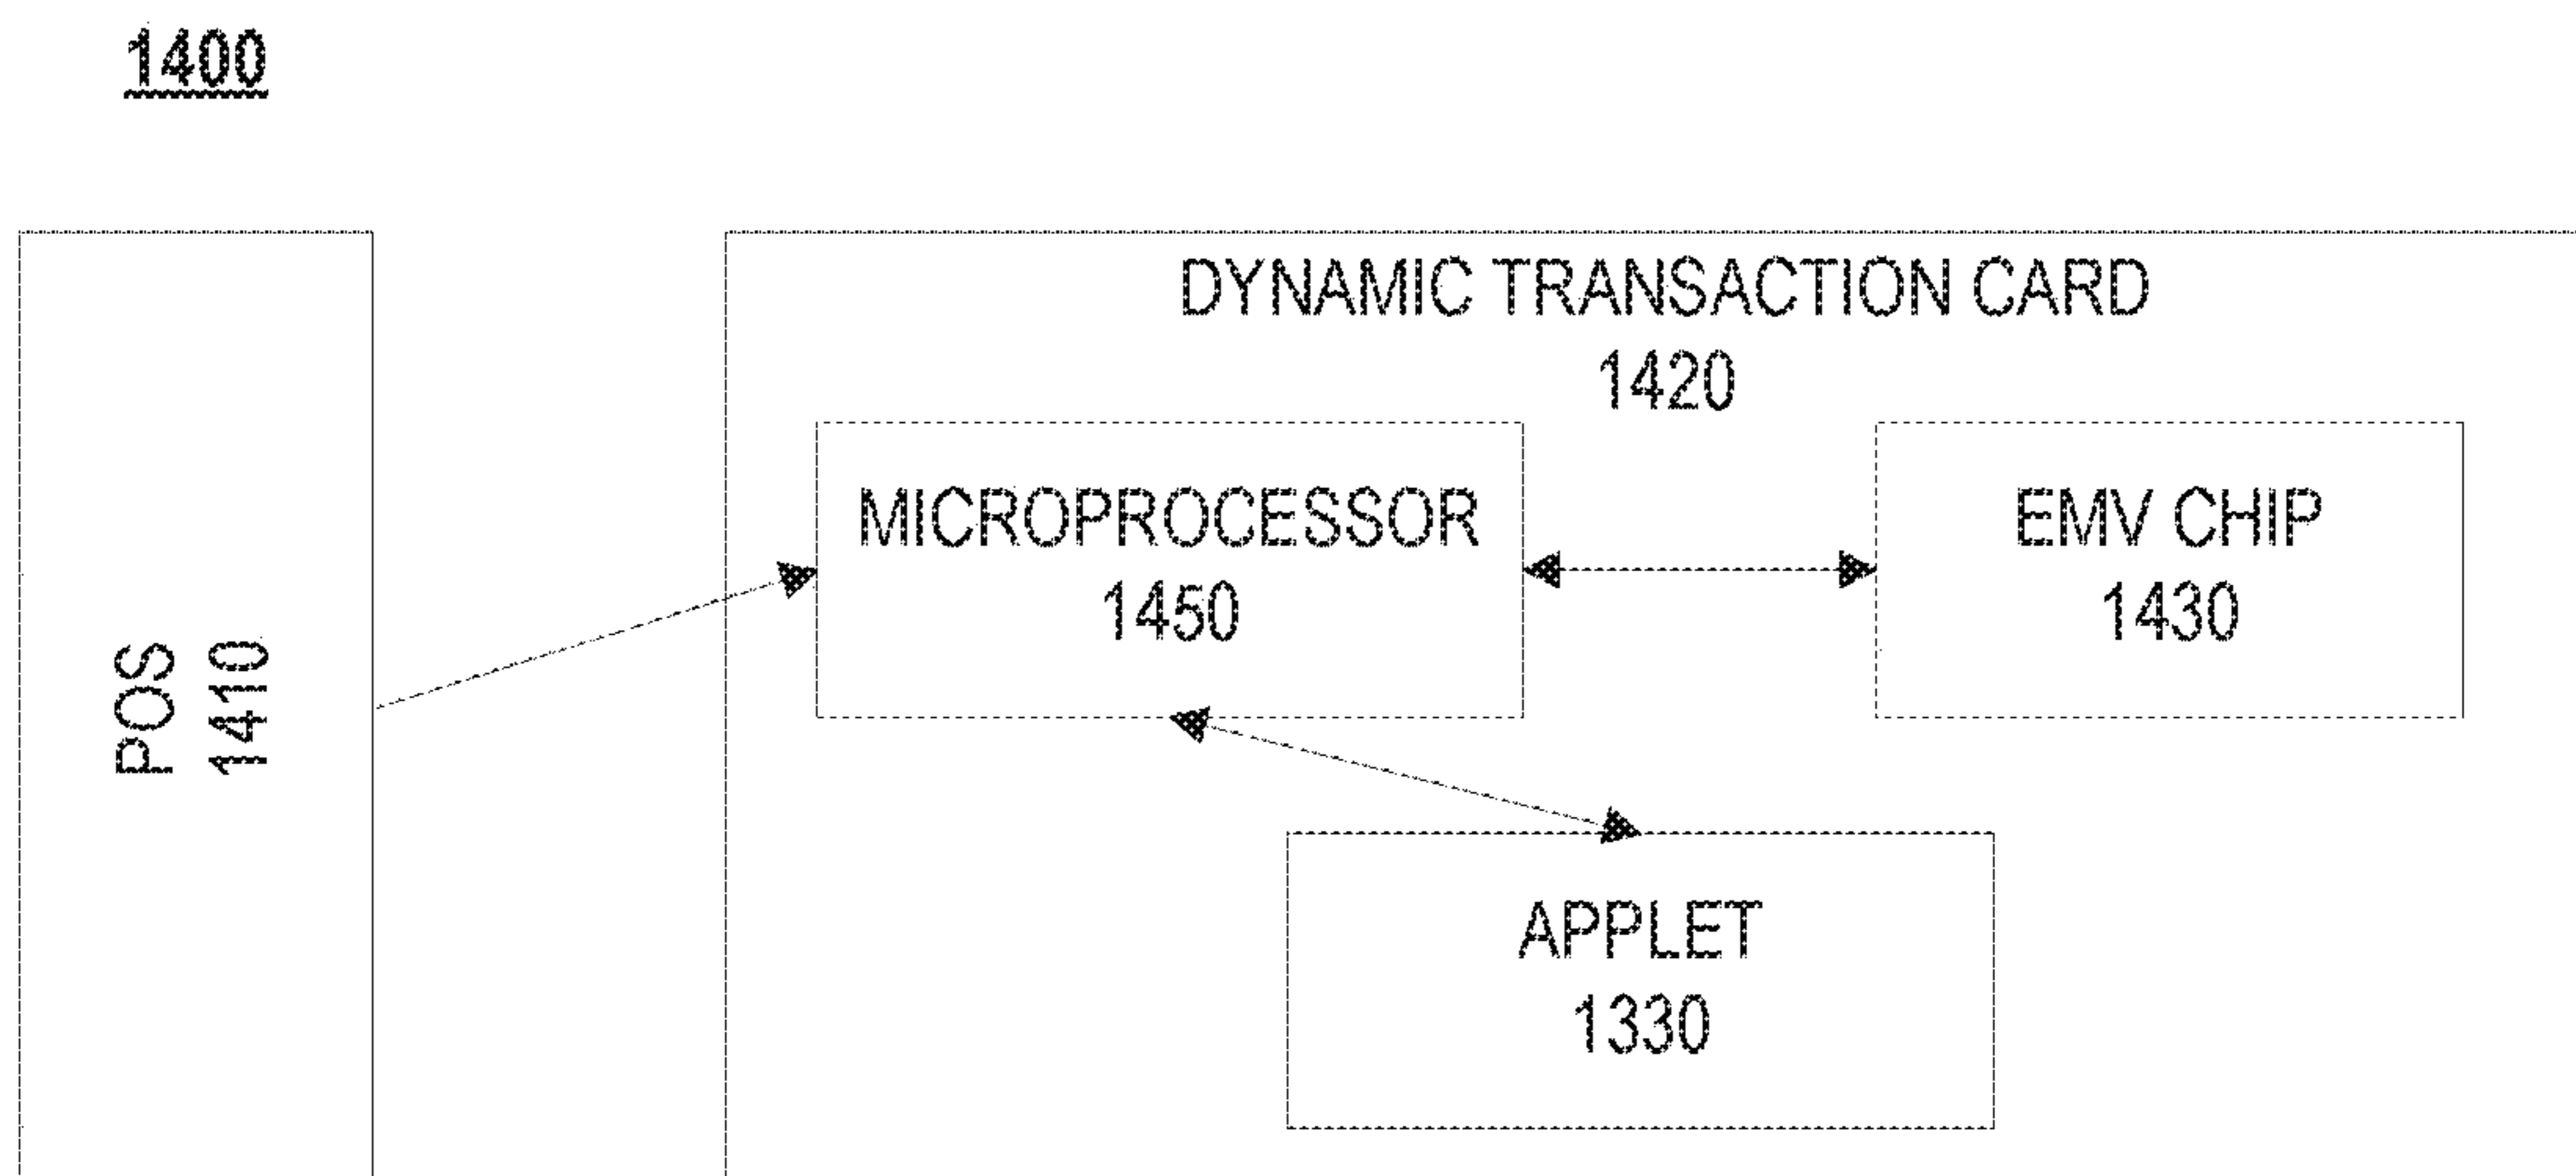 1400
DYNAMIC TRANSACTION CARD
1420
MICROPROCESSOR
1450
EMV CHIP
1430
POS
1410
APPLET
1330